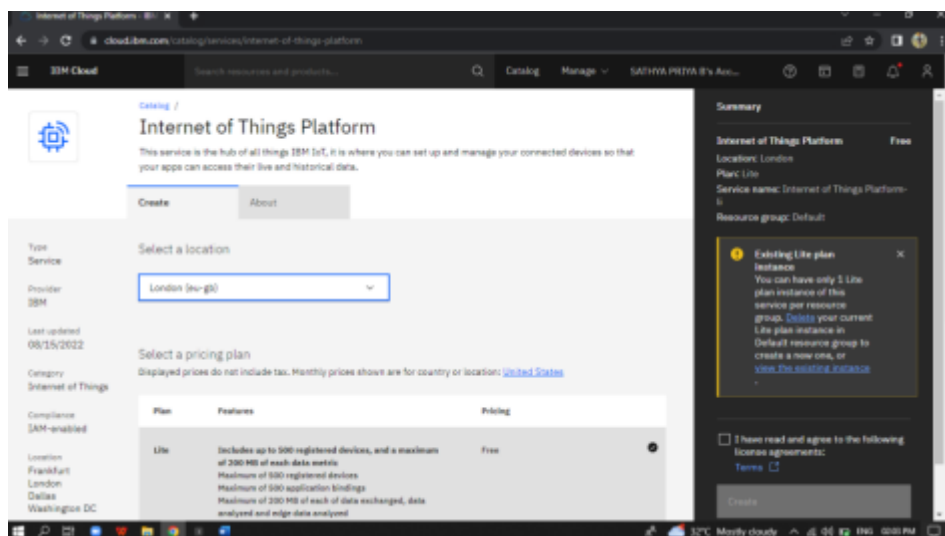 Internet of Things Platform - IBM
cloud.ibm.com/catalog/services/internet-of-things-platform
IBM Cloud
Search resources and products...
Catalog
Manage
SATHYA PRIYA B's Acc...
Catalog /
Internet of Things Platform
This service is the hub of all things IBM IoT, it is where you can set up and manage your connected devices so that
your apps can access their live and historical data.
Create
About
Type
Service
Provider
IBM
Last updated
08/15/2022
Category
Internet of Things
Compliance
IAM-enabled
Location
Frankfurt
London
Dallas
Washington DC
Select a location
London (eu-gb)
Select a pricing plan
Displayed prices do not include tax. Monthly prices shown are for country or location: United States
Plan Features Pricing
Lite Includes up to 500 registered devices, and a maximum Free
of 200 MB of each data metric
Maximum of 500 registered devices
Maximum of 500 application bindings
Maximum of 200 MB of each of data exchanged, data
analyzed and edge data analyzed
Summary
Internet of Things Platform Free
Location: London
Plan: Lite
Service name: Internet of Things Platform-
Resource group: Default
Existing Lite plan
instance
You can have only 1 Lite
plan instance of this
service per resource
group. Delete your current
Lite plan instance in
Default resource group to
create a new one, or
view the existing instance
.
I have read and agree to the following
license agreements:
Terms
Create
32°C Mostly cloudy
ENG